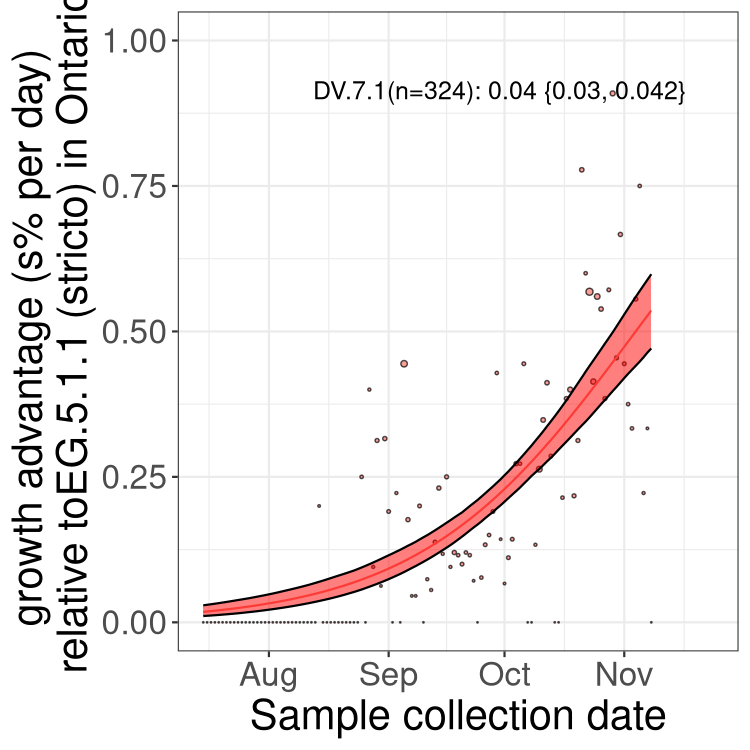 growth advantage (s% per day)
relative toEG.5.1.1 (stricto) in Ontario
1.00
0.75
0.50
0.25
0.00
DV.7.1(n=324): 0.04 {0.03, 0.042}
Aug Sep Oct Nov
Sample collection date